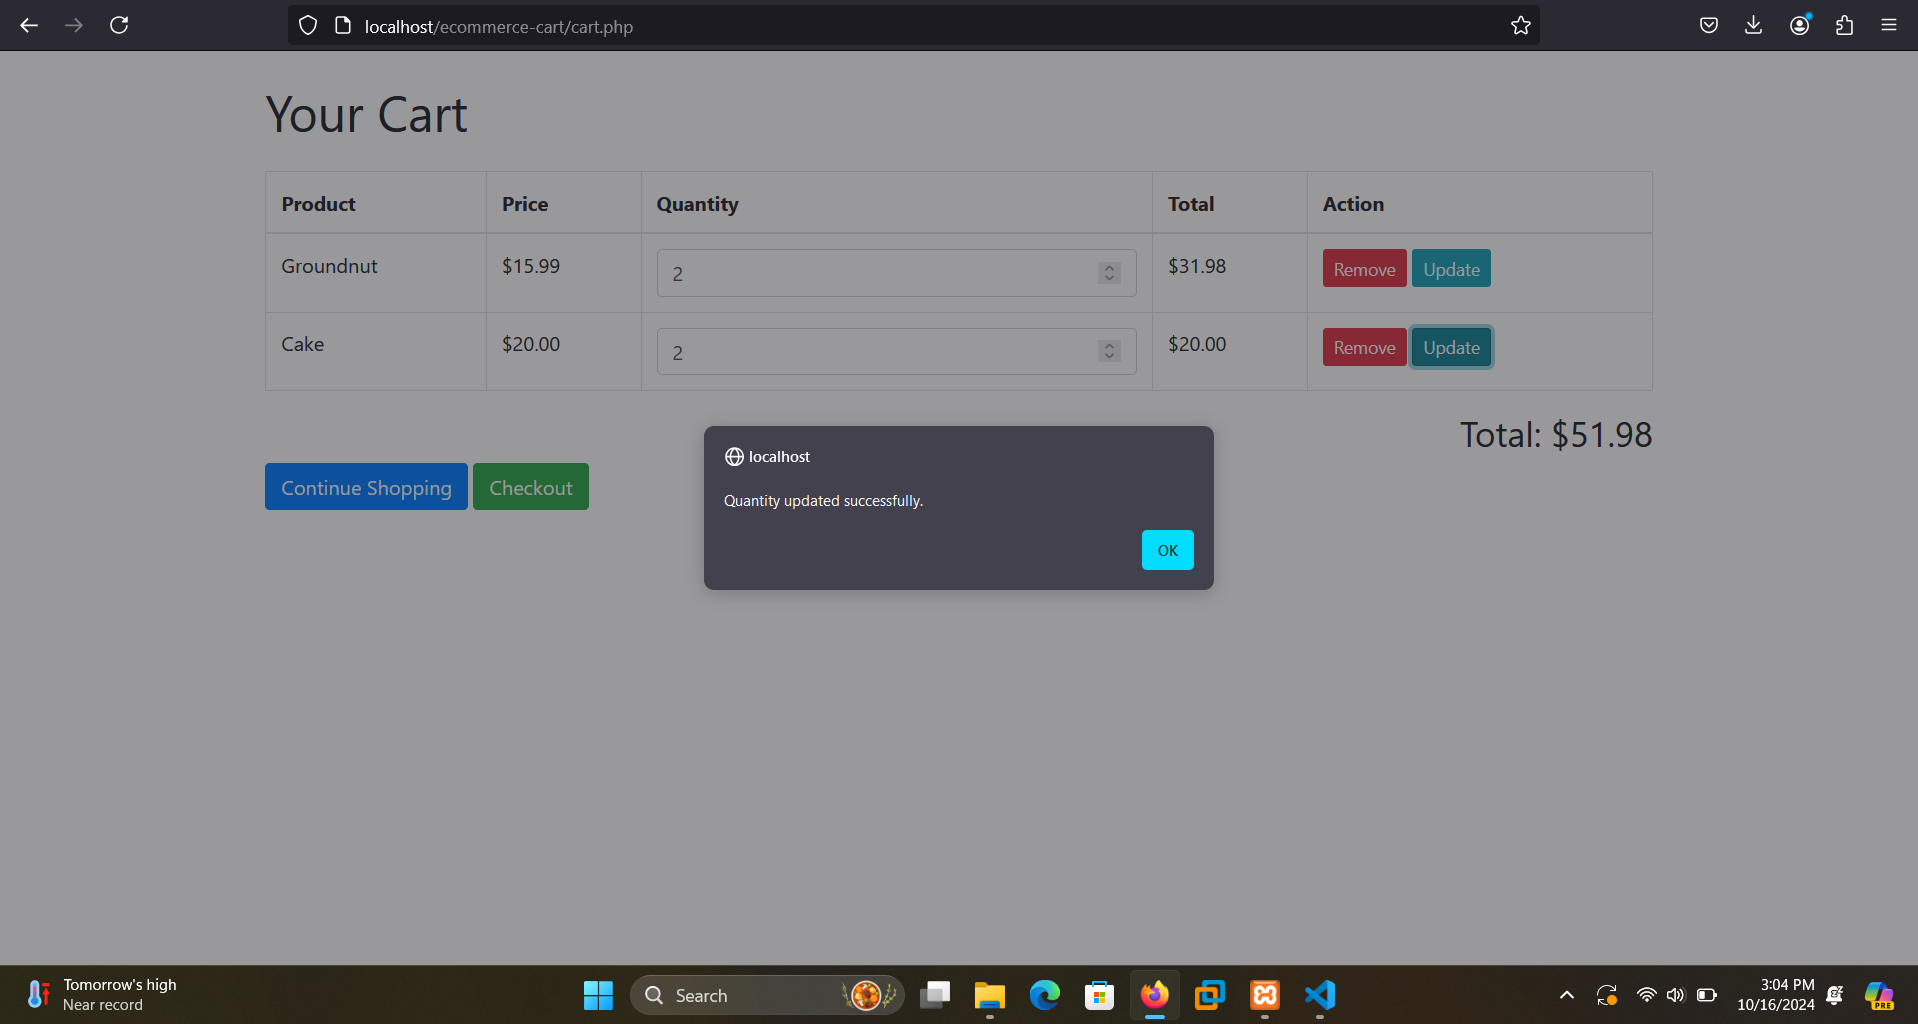 localhost/ecommerce-cart/cart.php
Your Cart
Product Price Quantity Total Action
Groundnut $15.99 2 $31.98 Remove Update
Cake $20.00 2 $20.00 Remove Update
Total: $51.98
Continue Shopping Checkout
localhost
Quantity updated successfully.
OK
Tomorrow's high
Near record
Search
3:04 PM
10/16/2024
PRE